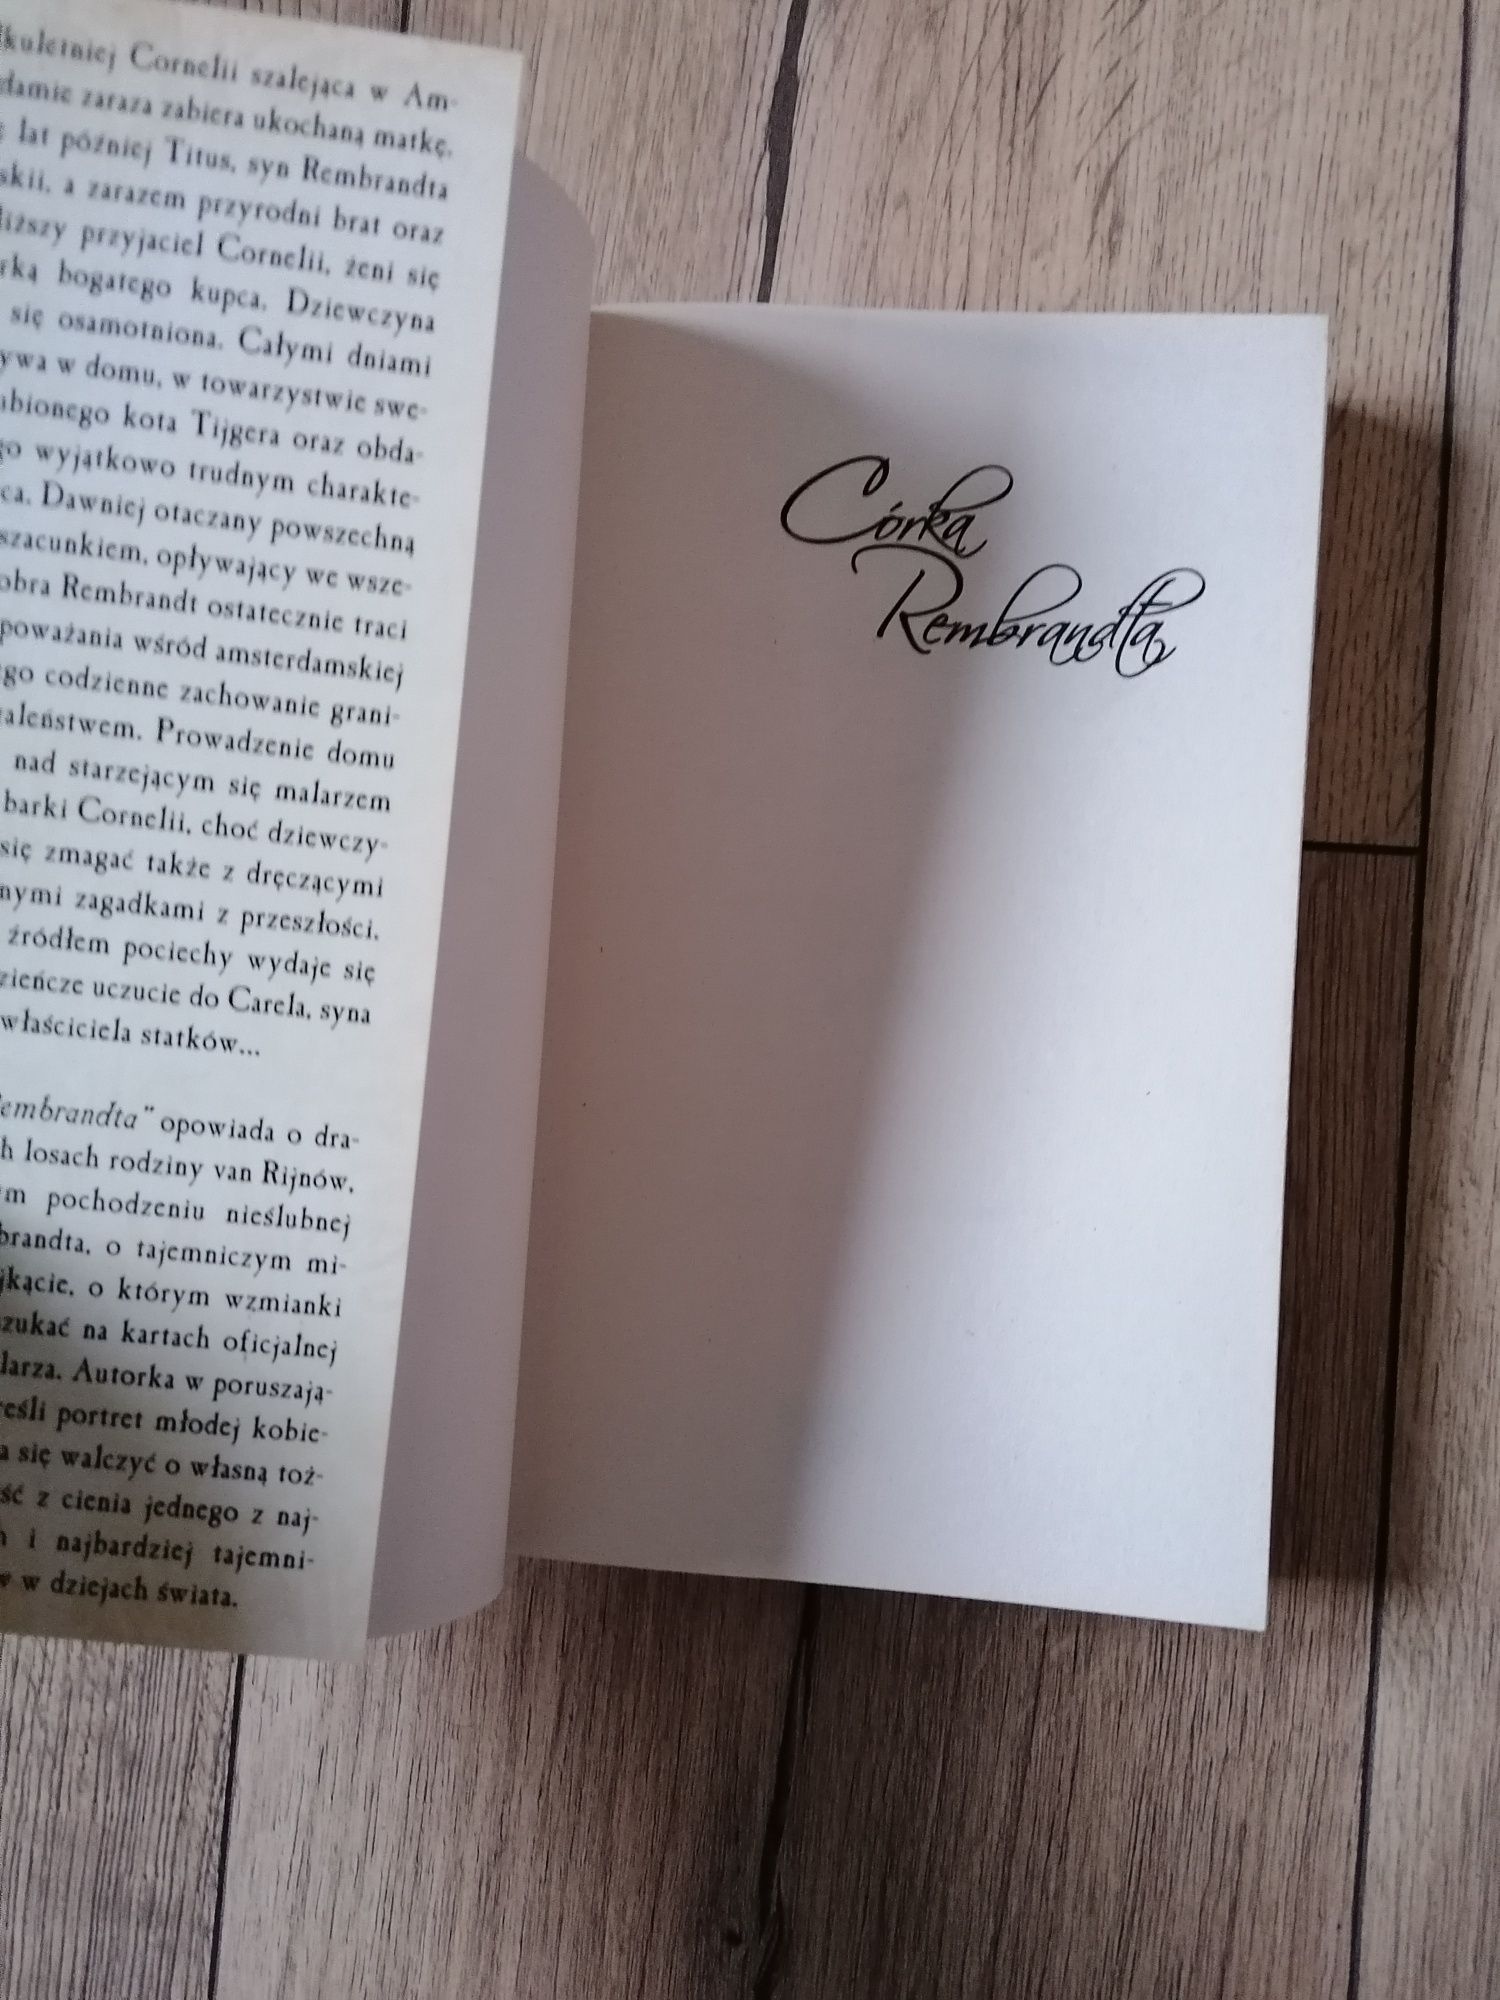 Cornelii szalejąca w Am-
zaraza zabiera ukochaną matkę.
lat później Titus, syn Rembrandta
a zarazem przyrodni brat oraz
przyjaciel Cornelii, żeni się
bogatego kupca. Dziewczyna
się osamotniona. Całymi dniami
w domu, w towarzystwie swe-
kota Tijgera oraz obda-
wyjątkowo trudnym charakte-
Dawniej otaczany powszechną
szacunkiem, opływający we wsze-
Rembrandt ostatecznie traci
poważania wśród amsterdamskiej
codzienne zachowanie grani-
Prowadzenie domu
nad starzejącym się malarzem
barki Cornelii, choć dziewczy-
się zmagać także z dręczącymi
zagadkami z przeszłości.
źródłem pociechy wydaje się
uczucie do Carela, syna
właściciela statków...
embrandta" opowiada o dra-
losach rodziny van Rijnów,
pochodzeniu nieślubnej
brandta, o tajemniczym mi-
o którym wzmianki
na kartach oficjalnej
Autorka w poruszają-
portret młodej kobie-
się walczyć o własną toż-
z cienia jednego z naj-
i najbardziej tajemni-
w dziejach świata.
Córka
Rembrandta